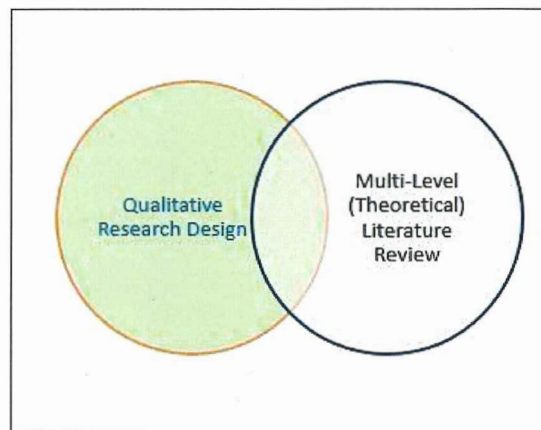 Qualitative
Research Design
Multi-Level
(Theoretical)
Literature
Review